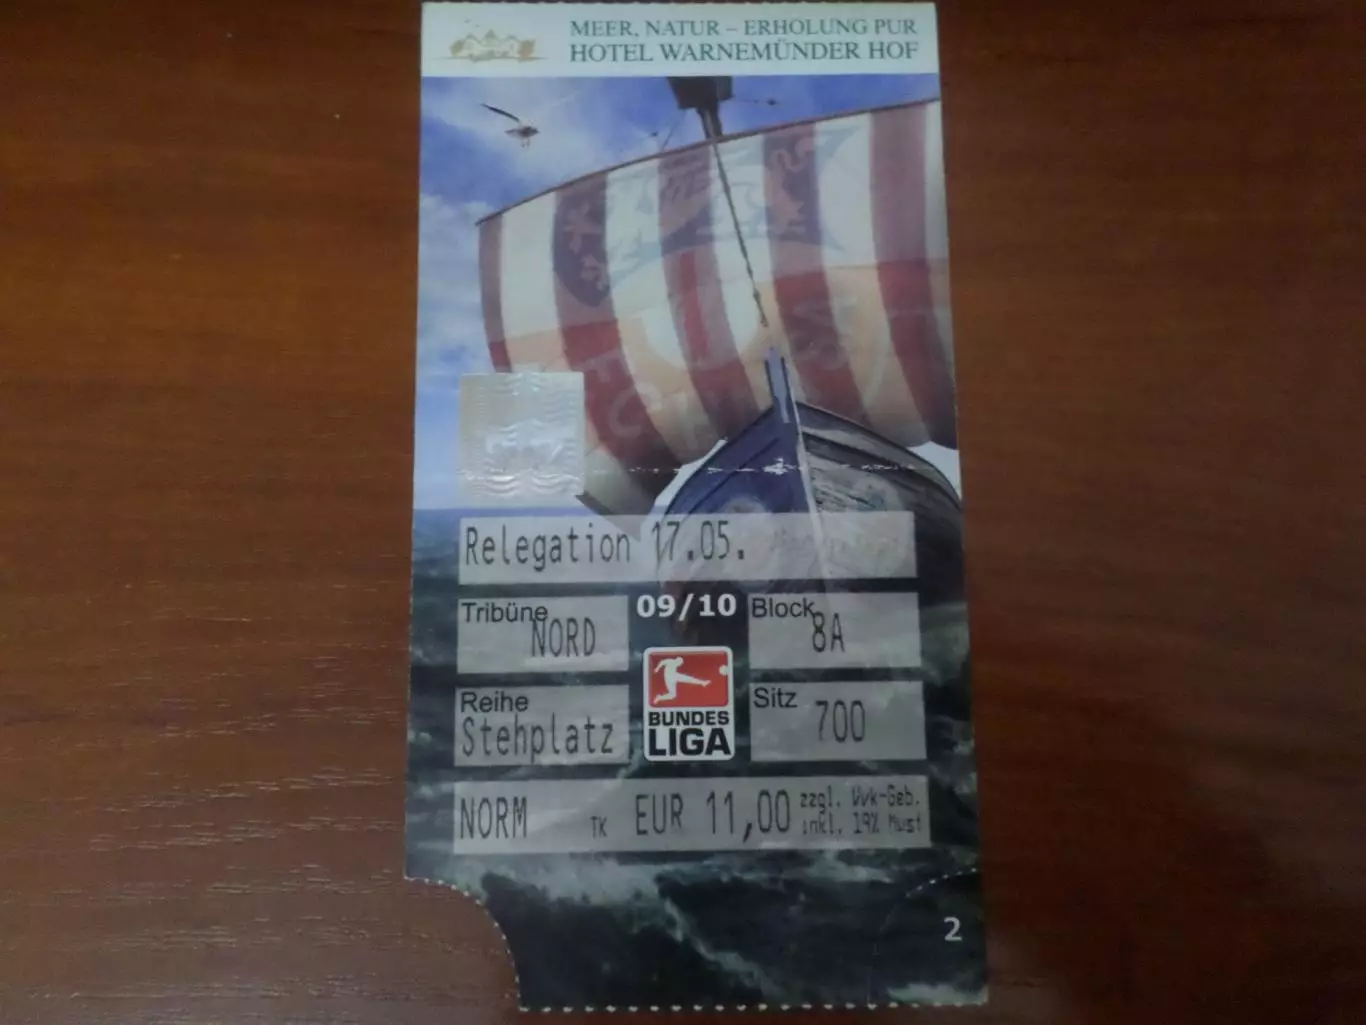 MEER, NATUR – ERHOLUNG PUR
HOTEL WARNEMÜNDER HOF
Relegation 17.05.
Tribüne NORD
09/10
Block 8A
Reihe Stehplatz
BUNDES
LIGA
Sitz 700
NORM TK EUR 11,00 zzgl. Vvk-Geb.
inkl. 19% Mwst
2